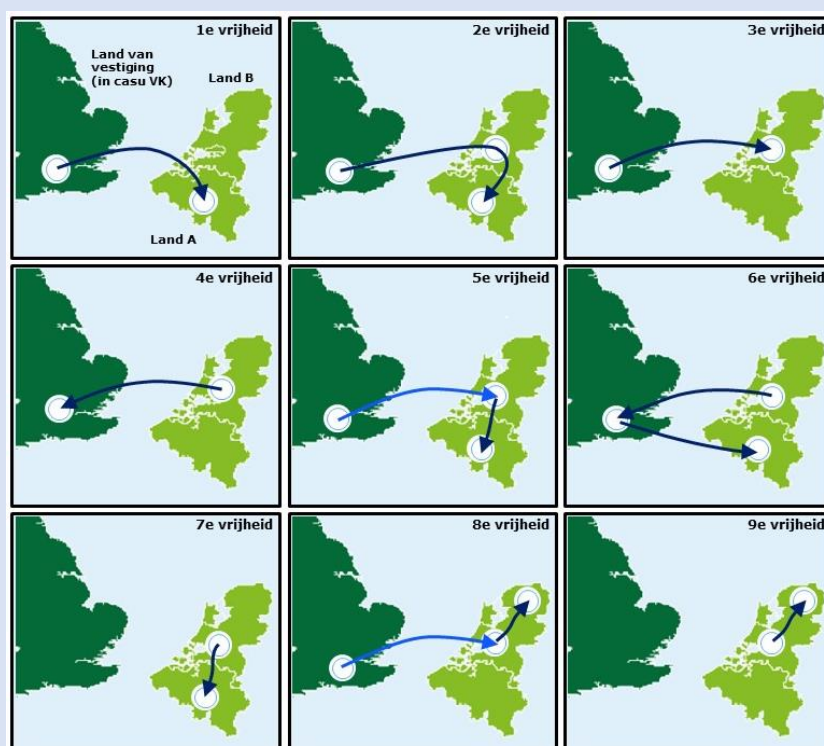 1e vrijheid
Land van
vestiging
(in casu VK)
Land B
Land A
2e vrijheid
3e vrijheid
4e vrijheid
5e vrijheid
6e vrijheid
7e vrijheid
8e vrijheid
9e vrijheid